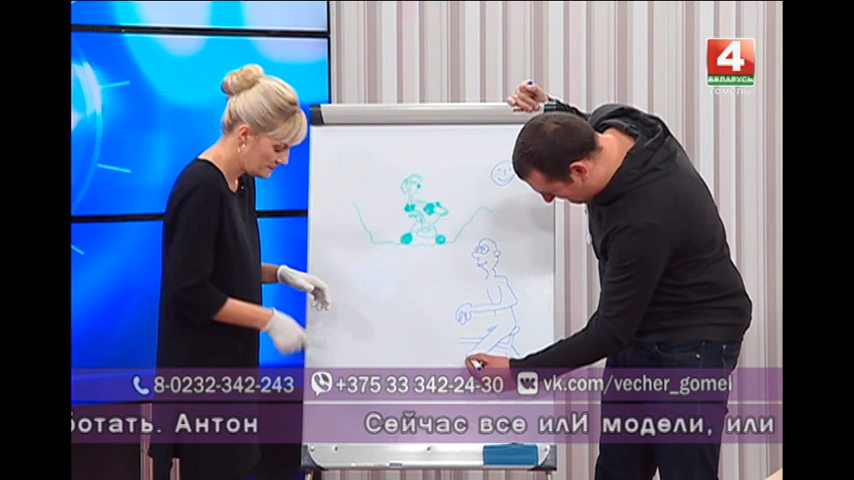 4
БЕЛАРУСЬ
ГОМЕЛЬ
8-0232-342-243 +375 33 342-24-30 vk.com/vecher_gomel
ботать. Антон Сейчас все илИ модели, или